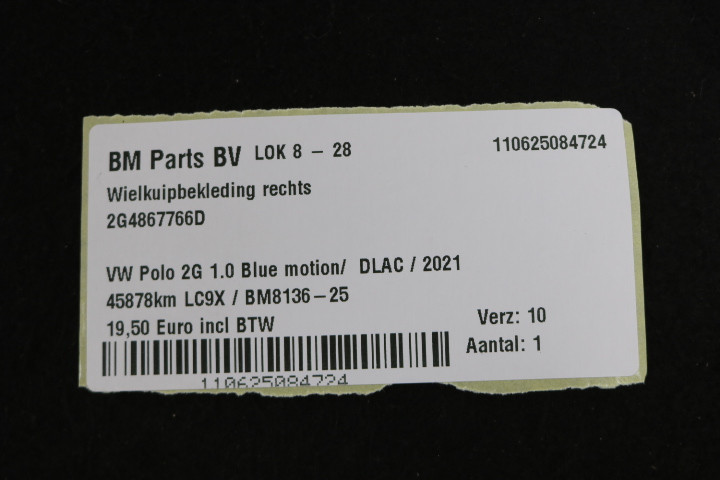 BM Parts BV LOK 8 - 28 110625084724
Wielkuipbekleding rechts
2G4867766D
VW Polo 2G 1.0 Blue motion/ DLAC / 2021
45878km LC9X / BM8136-25
19,50 Euro incl BTW Verz: 10
Aantal: 1
110625084724